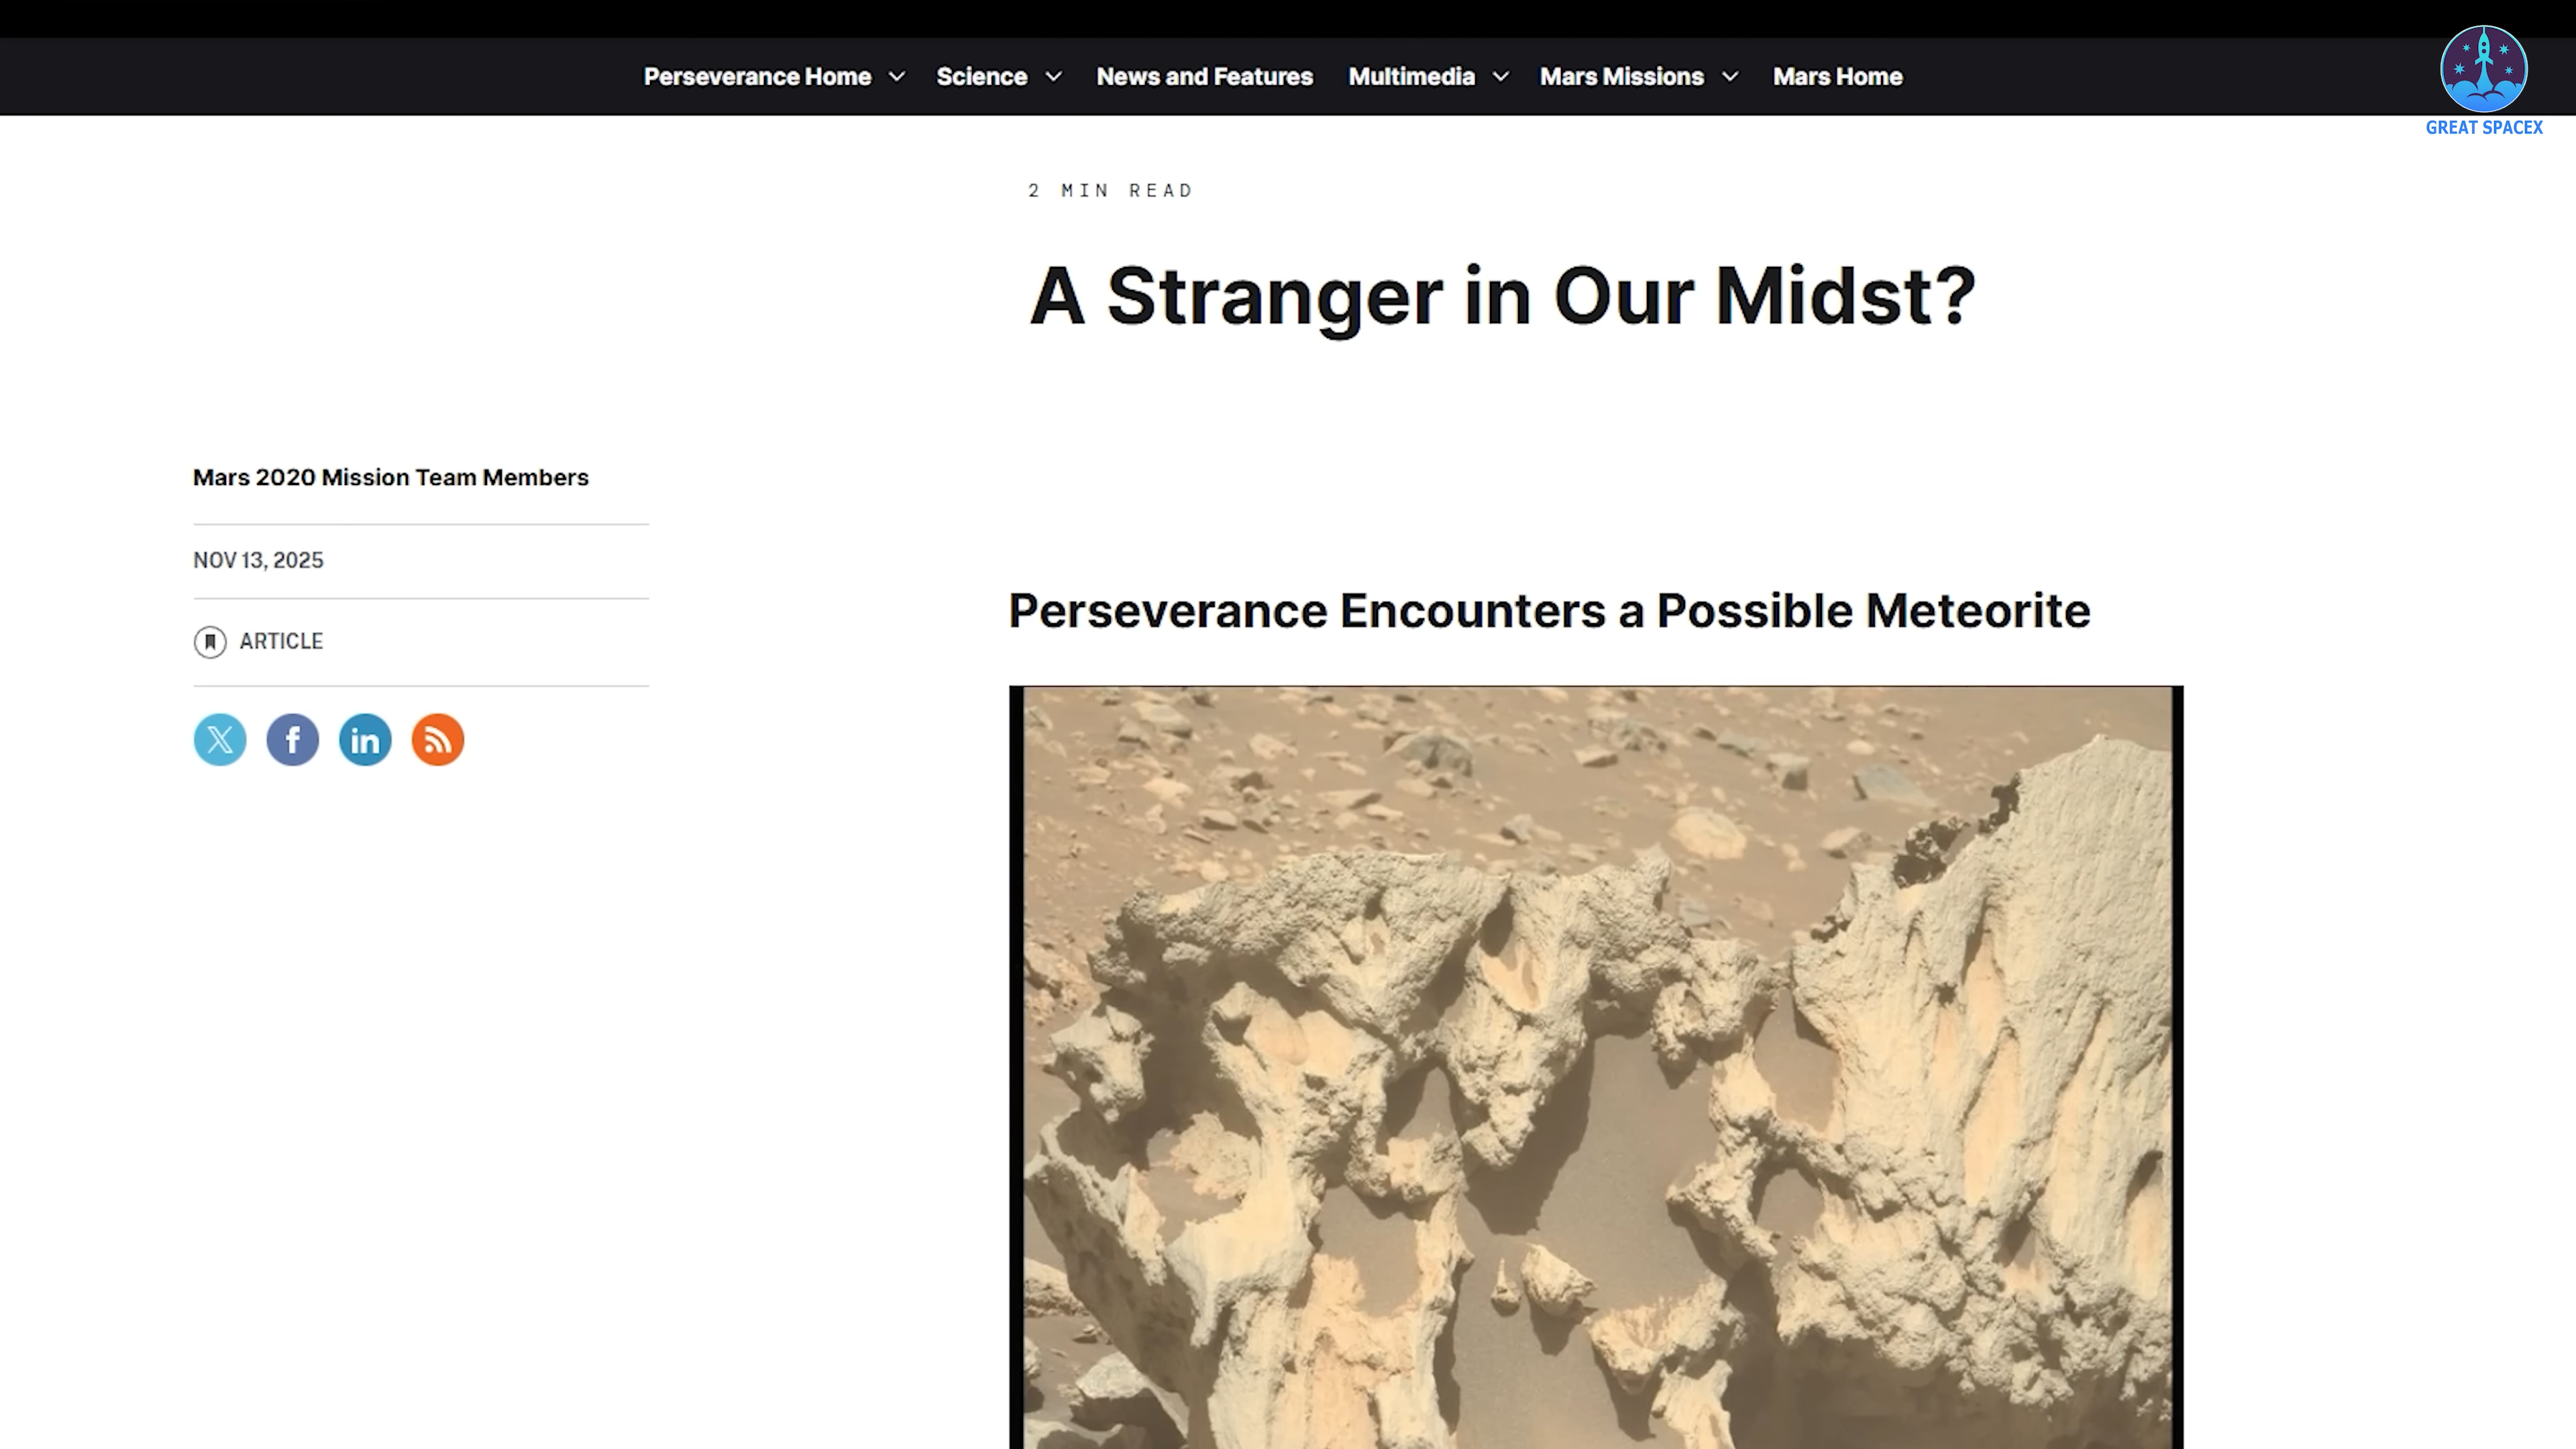 Perseverance Home Science News and Features Multimedia Mars Missions Mars Home
GREAT SPACEX
2 MIN READ
A Stranger in Our Midst?
Mars 2020 Mission Team Members
NOV 13, 2025
ARTICLE
X f in
Perseverance Encounters a Possible Meteorite